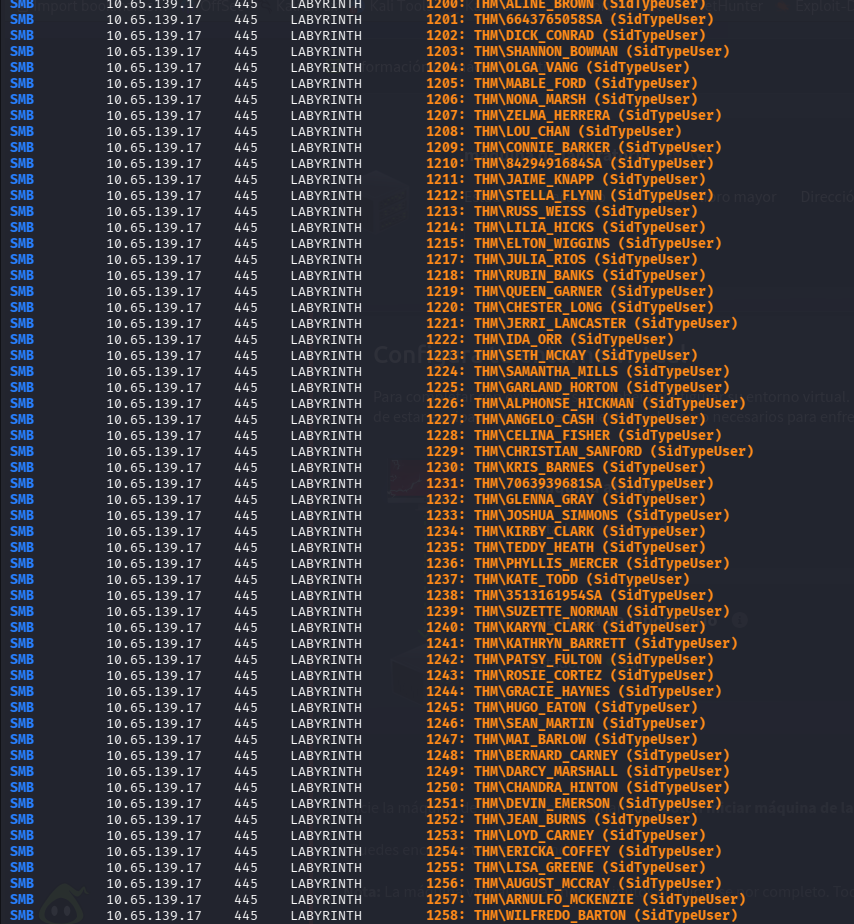 SMB 10.65.139.17 445 LABYRINTH 1200: THM\ALINE_BROWN (SidTypeUser)
SMB 10.65.139.17 445 LABYRINTH 1201: THM\6643765058SA (SidTypeUser)
SMB 10.65.139.17 445 LABYRINTH 1202: THM\DICK_CONRAD (SidTypeUser)
SMB 10.65.139.17 445 LABYRINTH 1203: THM\SHANNON_BOWMAN (SidTypeUser)
SMB 10.65.139.17 445 LABYRINTH 1204: THM\OLGA_VANG (SidTypeUser)
SMB 10.65.139.17 445 LABYRINTH 1205: THM\MABLE_FORD (SidTypeUser)
SMB 10.65.139.17 445 LABYRINTH 1206: THM\NONA_MARSH (SidTypeUser)
SMB 10.65.139.17 445 LABYRINTH 1207: THM\ZELMA_HERRERA (SidTypeUser)
SMB 10.65.139.17 445 LABYRINTH 1208: THM\LOU_CHAN (SidTypeUser)
SMB 10.65.139.17 445 LABYRINTH 1209: THM\CONNIE_BARKER (SidTypeUser)
SMB 10.65.139.17 445 LABYRINTH 1210: THM\8429491684SA (SidTypeUser)
SMB 10.65.139.17 445 LABYRINTH 1211: THM\JAIME_KNAPP (SidTypeUser)
SMB 10.65.139.17 445 LABYRINTH 1212: THM\STELLA_FLYNN (SidTypeUser)
SMB 10.65.139.17 445 LABYRINTH 1213: THM\RUSS_WEISS (SidTypeUser)
SMB 10.65.139.17 445 LABYRINTH 1214: THM\LILIA_HICKS (SidTypeUser)
SMB 10.65.139.17 445 LABYRINTH 1215: THM\ELTON_WIGGINS (SidTypeUser)
SMB 10.65.139.17 445 LABYRINTH 1217: THM\JULIA_RIOS (SidTypeUser)
SMB 10.65.139.17 445 LABYRINTH 1218: THM\RUBIN_BANKS (SidTypeUser)
SMB 10.65.139.17 445 LABYRINTH 1219: THM\QUEEN_GARNER (SidTypeUser)
SMB 10.65.139.17 445 LABYRINTH 1220: THM\CHESTER_LONG (SidTypeUser)
SMB 10.65.139.17 445 LABYRINTH 1221: THM\JERRI_LANCASTER (SidTypeUser)
SMB 10.65.139.17 445 LABYRINTH 1222: THM\IDA_ORR (SidTypeUser)
SMB 10.65.139.17 445 LABYRINTH 1223: THM\SETH_MCKAY (SidTypeUser)
SMB 10.65.139.17 445 LABYRINTH 1224: THM\SAMANTHA_MILLS (SidTypeUser)
SMB 10.65.139.17 445 LABYRINTH 1225: THM\GARLAND_HORTON (SidTypeUser)
SMB 10.65.139.17 445 LABYRINTH 1226: THM\ALPHONSE_HICKMAN (SidTypeUser)
SMB 10.65.139.17 445 LABYRINTH 1227: THM\ANGELO_CASH (SidTypeUser)
SMB 10.65.139.17 445 LABYRINTH 1228: THM\CELINA_FISHER (SidTypeUser)
SMB 10.65.139.17 445 LABYRINTH 1229: THM\CHRISTIAN_SANFORD (SidTypeUser)
SMB 10.65.139.17 445 LABYRINTH 1230: THM\KRIS_BARNES (SidTypeUser)
SMB 10.65.139.17 445 LABYRINTH 1231: THM\7063939681SA (SidTypeUser)
SMB 10.65.139.17 445 LABYRINTH 1232: THM\GLENNA_GRAY (SidTypeUser)
SMB 10.65.139.17 445 LABYRINTH 1233: THM\JOSHUA_SIMMONS (SidTypeUser)
SMB 10.65.139.17 445 LABYRINTH 1234: THM\KIRBY_CLARK (SidTypeUser)
SMB 10.65.139.17 445 LABYRINTH 1235: THM\TEDDY_HEATH (SidTypeUser)
SMB 10.65.139.17 445 LABYRINTH 1236: THM\PHYLLIS_MERCER (SidTypeUser)
SMB 10.65.139.17 445 LABYRINTH 1237: THM\KATE_TODD (SidTypeUser)
SMB 10.65.139.17 445 LABYRINTH 1238: THM\3513161954SA (SidTypeUser)
SMB 10.65.139.17 445 LABYRINTH 1239: THM\SUZETTE_NORMAN (SidTypeUser)
SMB 10.65.139.17 445 LABYRINTH 1240: THM\KARYN_CLARK (SidTypeUser)
SMB 10.65.139.17 445 LABYRINTH 1241: THM\KATHRYN_BARRETT (SidTypeUser)
SMB 10.65.139.17 445 LABYRINTH 1242: THM\PATSY_FULTON (SidTypeUser)
SMB 10.65.139.17 445 LABYRINTH 1243: THM\ROSIE_CORTEZ (SidTypeUser)
SMB 10.65.139.17 445 LABYRINTH 1244: THM\GRACIE_HAYNES (SidTypeUser)
SMB 10.65.139.17 445 LABYRINTH 1245: THM\HUGO_EATON (SidTypeUser)
SMB 10.65.139.17 445 LABYRINTH 1246: THM\SEAN_MARTIN (SidTypeUser)
SMB 10.65.139.17 445 LABYRINTH 1247: THM\MAI_BARLOW (SidTypeUser)
SMB 10.65.139.17 445 LABYRINTH 1248: THM\BERNARD_CARNEY (SidTypeUser)
SMB 10.65.139.17 445 LABYRINTH 1249: THM\DARCY_MARSHALL (SidTypeUser)
SMB 10.65.139.17 445 LABYRINTH 1250: THM\CHANDRA_HINTON (SidTypeUser)
SMB 10.65.139.17 445 LABYRINTH 1251: THM\DEVIN_EMERSON (SidTypeUser)
SMB 10.65.139.17 445 LABYRINTH 1252: THM\JEAN_BURNS (SidTypeUser)
SMB 10.65.139.17 445 LABYRINTH 1253: THM\LOYD_CARNEY (SidTypeUser)
SMB 10.65.139.17 445 LABYRINTH 1254: THM\ERICKA_COFFEY (SidTypeUser)
SMB 10.65.139.17 445 LABYRINTH 1255: THM\LISA_GREENE (SidTypeUser)
SMB 10.65.139.17 445 LABYRINTH 1256: THM\AUGUST_MCCRAY (SidTypeUser)
SMB 10.65.139.17 445 LABYRINTH 1257: THM\ARNULFO_MCKENZIE (SidTypeUser)
SMB 10.65.139.17 445 LABYRINTH 1258: THM\WILFREDO_BARTON (SidTypeUser)